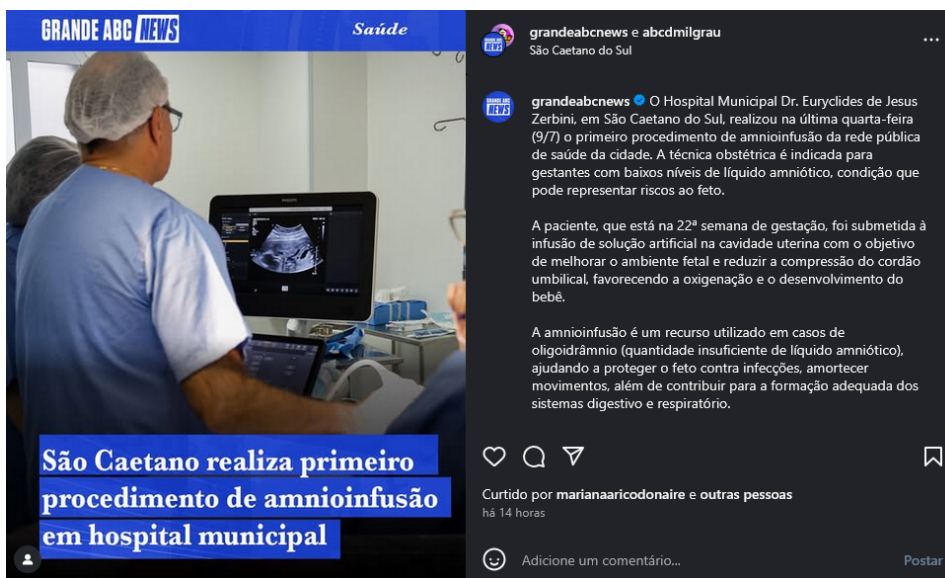 GRANDE ABC NEWS
Saúde
PHILIPS
São Caetano realiza primeiro
procedimento de amnioinfusão
em hospital municipal
grandeabcnews e abcdmilgrau
São Caetano do Sul
grandeabcnews O Hospital Municipal Dr. Euryclides de Jesus
Zerbini, em São Caetano do Sul, realizou na última quarta-feira
(9/7) o primeiro procedimento de amnioinfusão da rede pública
de saúde da cidade. A técnica obstétrica é indicada para
gestantes com baixos níveis de líquido amniótico, condição que
pode representar riscos ao feto.
A paciente, que está na 22ª semana de gestação, foi submetida à
infusão de solução artificial na cavidade uterina com o objetivo
de melhorar o ambiente fetal e reduzir a compressão do cordão
umbilical, favorecendo a oxigenação e o desenvolvimento do
bebê.
A amnioinfusão é um recurso utilizado em casos de
oligoidrâmnio (quantidade insuficiente de líquido amniótico),
ajudando a proteger o feto contra infecções, amortecer
movimentos, além de contribuir para a formação adequada dos
sistemas digestivo e respiratório.
Curtido por marianaaricodonaire e outras pessoas
há 14 horas
Adicione um comentário...
Postar